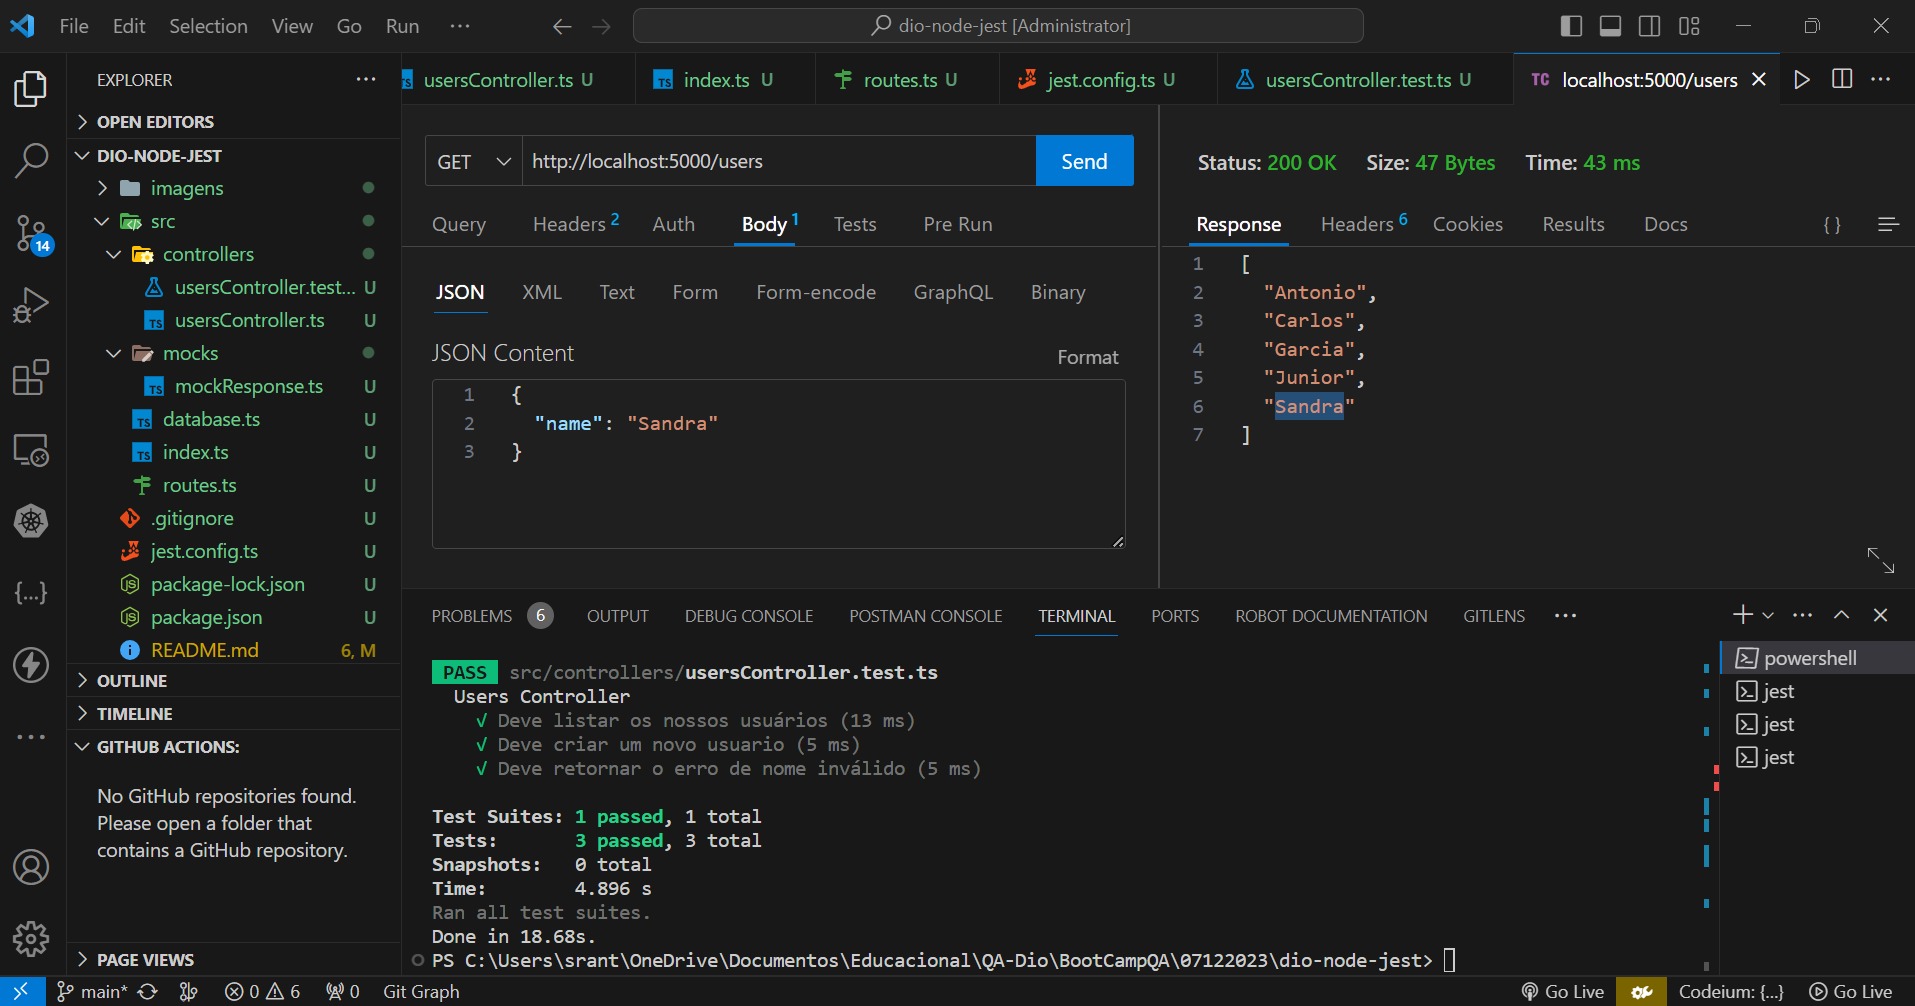 File Edit Selection View Go Run ··· dio-node-jest [Administrator]
EXPLORER ···
OPEN EDITORS
DIO-NODE-JEST
imagens
src
controllers
usersController.test... U
usersController.ts U
mocks
mockResponse.ts U
database.ts U
index.ts U
routes.ts U
.gitignore U
jest.config.ts U
package-lock.json U
package.json U
README.md 6, M
OUTLINE
TIMELINE
GITHUB ACTIONS:
No GitHub repositories found.
Please open a folder that
contains a GitHub repository.
PAGE VIEWS
14
TS usersController.ts U TS index.ts U routes.ts U jest.config.ts U usersController.test.ts U TC localhost:5000/users
GET http://localhost:5000/users Send
Query Headers 2 Auth Body 1 Tests Pre Run
JSON XML Text Form Form-encode GraphQL Binary
JSON Content Format
1 {
2 "name": "Sandra"
3 }
Status: 200 OK Size: 47 Bytes Time: 43 ms
Response Headers 6 Cookies Results Docs { }
1 [
2 "Antonio",
3 "Carlos",
4 "Garcia",
5 "Junior",
6 "Sandra"
7 ]
PROBLEMS 6 OUTPUT DEBUG CONSOLE POSTMAN CONSOLE TERMINAL PORTS ROBOT DOCUMENTATION GITLENS ···
PASS src/controllers/usersController.test.ts
Users Controller
√ Deve listar os nossos usuários (13 ms)
√ Deve criar um novo usuario (5 ms)
√ Deve retornar o erro de nome inválido (5 ms)
Test Suites: 1 passed, 1 total
Tests: 3 passed, 3 total
Snapshots: 0 total
Time: 4.896 s
Ran all test suites.
Done in 18.68s.
PS C:\Users\srant\OneDrive\Documentos\Educacional\QA-Dio\BootCampQA\07122023\dio-node-jest>
powershell
jest
jest
jest
main* 0 6 0 Git Graph Go Live Codeium: {...} Go Live